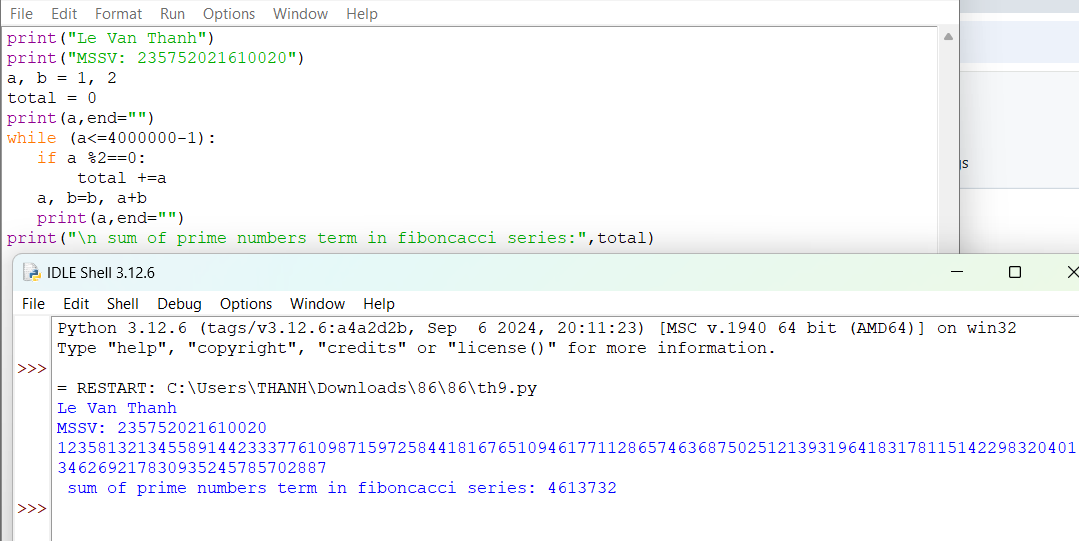 File Edit Format Run Options Window Help
print("Le Van Thanh")
print("MSSV: 235752021610020")
a, b = 1, 2
total = 0
print(a,end="")
while (a<=4000000-1):
   if a %2==0:
       total +=a
   a, b=b, a+b
   print(a,end="")
print("\n sum of prime numbers term in fiboncacci series:",total)
IDLE Shell 3.12.6
File Edit Shell Debug Options Window Help
Python 3.12.6 (tags/v3.12.6:a4a2d2b, Sep  6 2024, 20:11:23) [MSC v.1940 64 bit (AMD64)] on win32
Type "help", "copyright", "credits" or "license()" for more information.
>>>
= RESTART: C:\Users\THANH\Downloads\86\86\th9.py
Le Van Thanh
MSSV: 235752021610020
123581321345589144233377610987159725844181676510946177112865746368750251213931964183178115142298320401
346269217830935245785702887
 sum of prime numbers term in fiboncacci series: 4613732
>>>